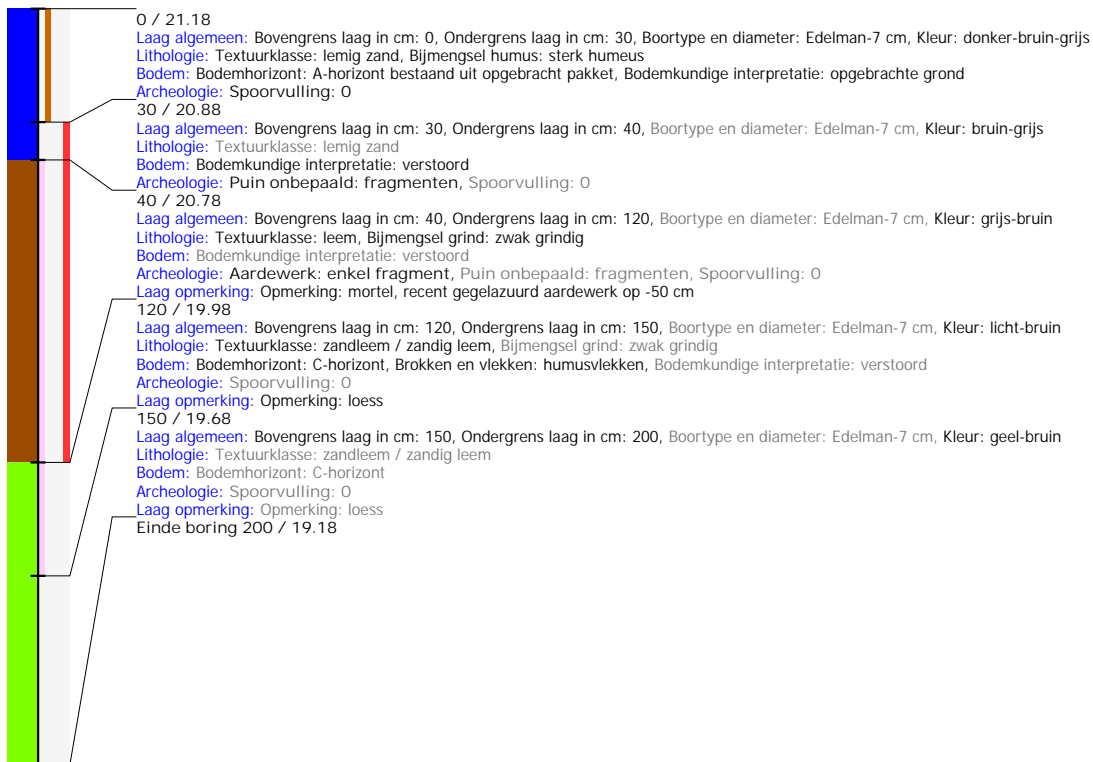 0 / 21.18
Laag algemeen: Bovengrens laag in cm: 0, Ondergrens laag in cm: 30, Boortype en diameter: Edelman-7 cm, Kleur: donker-bruin-grijs
Lithologie: Textuurklasse: lemig zand, Bijmengsel humus: sterk humeus
Bodem: Bodemhorizont: A-horizont bestaand uit opgebracht pakket, Bodemkundige interpretatie: opgebrachte grond
Archeologie: Spoorvulling: 0
30 / 20.88
Laag algemeen: Bovengrens laag in cm: 30, Ondergrens laag in cm: 40, Boortype en diameter: Edelman-7 cm, Kleur: bruin-grijs
Lithologie: Textuurklasse: lemig zand
Bodem: Bodemkundige interpretatie: verstoord
Archeologie: Puin onbepaald: fragmenten, Spoorvulling: 0
40 / 20.78
Laag algemeen: Bovengrens laag in cm: 40, Ondergrens laag in cm: 120, Boortype en diameter: Edelman-7 cm, Kleur: grijs-bruin
Lithologie: Textuurklasse: leem, Bijmengsel grind: zwak grindig
Bodem: Bodemkundige interpretatie: verstoord
Archeologie: Aardewerk: enkel fragment, Puin onbepaald: fragmenten, Spoorvulling: 0
Laag opmerking: Opmerking: mortel, recent gegelazuurd aardewerk op -50 cm
120 / 19.98
Laag algemeen: Bovengrens laag in cm: 120, Ondergrens laag in cm: 150, Boortype en diameter: Edelman-7 cm, Kleur: licht-bruin
Lithologie: Textuurklasse: zandleem / zandig leem, Bijmengsel grind: zwak grindig
Bodem: Bodemhorizont: C-horizont, Brokken en vlekken: humusvlekken, Bodemkundige interpretatie: verstoord
Archeologie: Spoorvulling: 0
Laag opmerking: Opmerking: loess
150 / 19.68
Laag algemeen: Bovengrens laag in cm: 150, Ondergrens laag in cm: 200, Boortype en diameter: Edelman-7 cm, Kleur: geel-bruin
Lithologie: Textuurklasse: zandleem / zandig leem
Bodem: Bodemhorizont: C-horizont
Archeologie: Spoorvulling: 0
Laag opmerking: Opmerking: loess
Einde boring 200 / 19.18